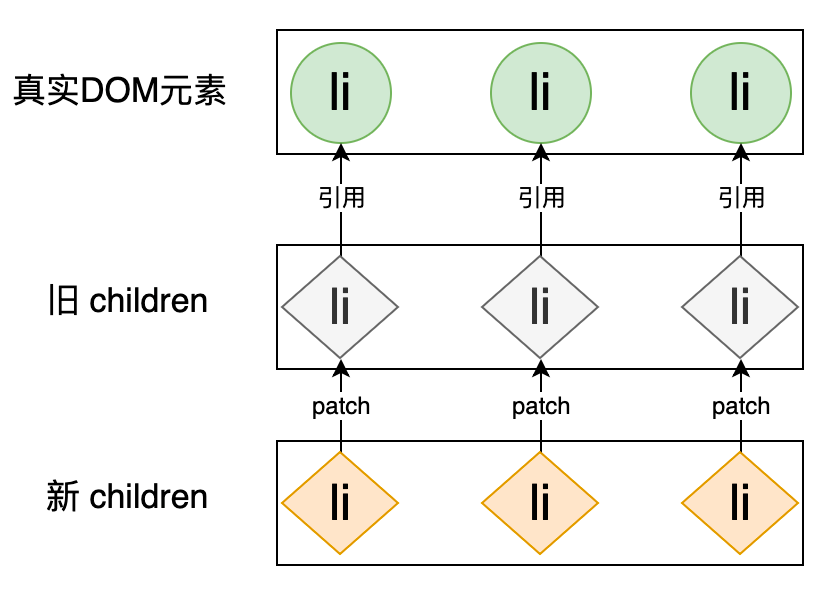 真实DOM元素
li li li
引用 引用 引用
旧 children
li li li
patch patch patch
新 children
li li li